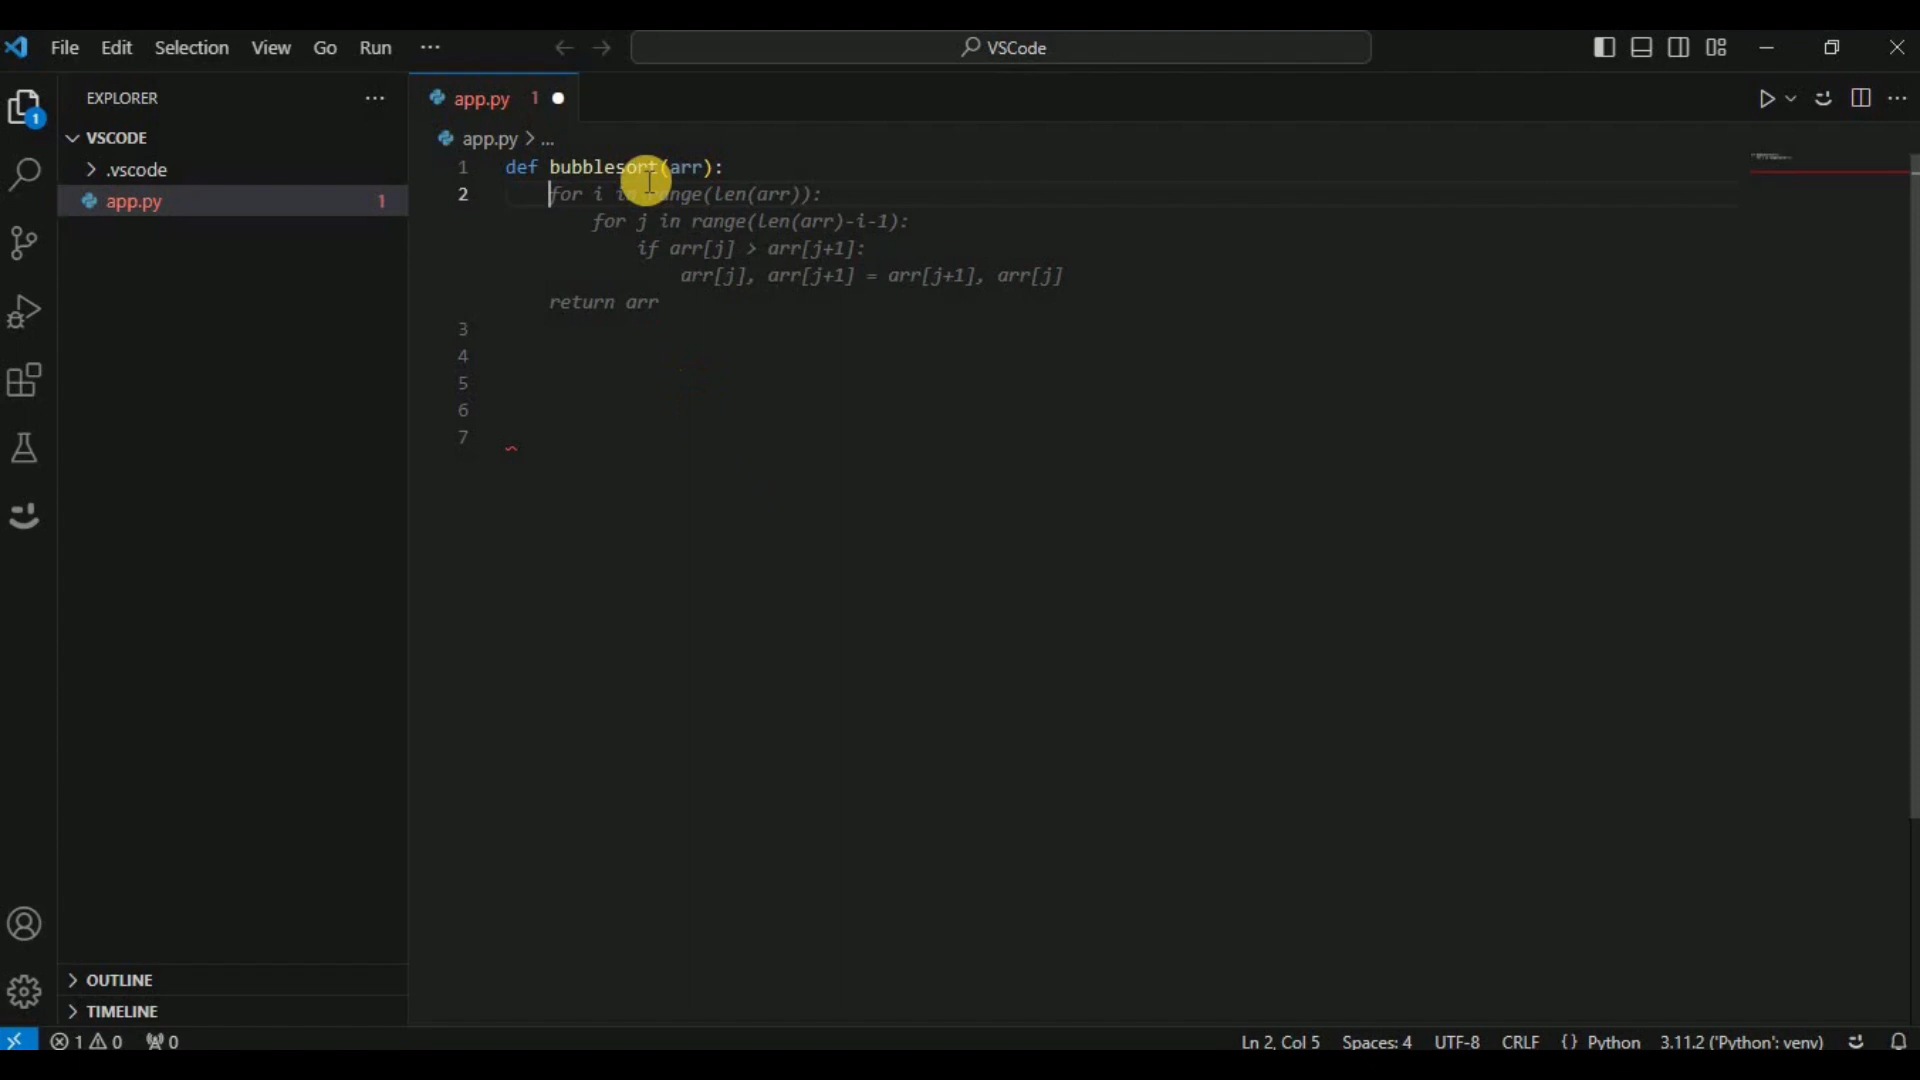 File Edit Selection View Go Run ··· VSCode
EXPLORER ··· app.py 1
VSCODE app.py > ...
.vscode
app.py 1
1 def bubblesort(arr):
2 for i in range(len(arr)):
for j in range(len(arr)-i-1):
if arr[j] > arr[j+1]:
arr[j], arr[j+1] = arr[j+1], arr[j]
return arr
3
4
5
6
7
1
OUTLINE
TIMELINE
1 0 0 Ln 2, Col 5 Spaces: 4 UTF-8 CRLF {} Python 3.11.2 ('Python': venv)